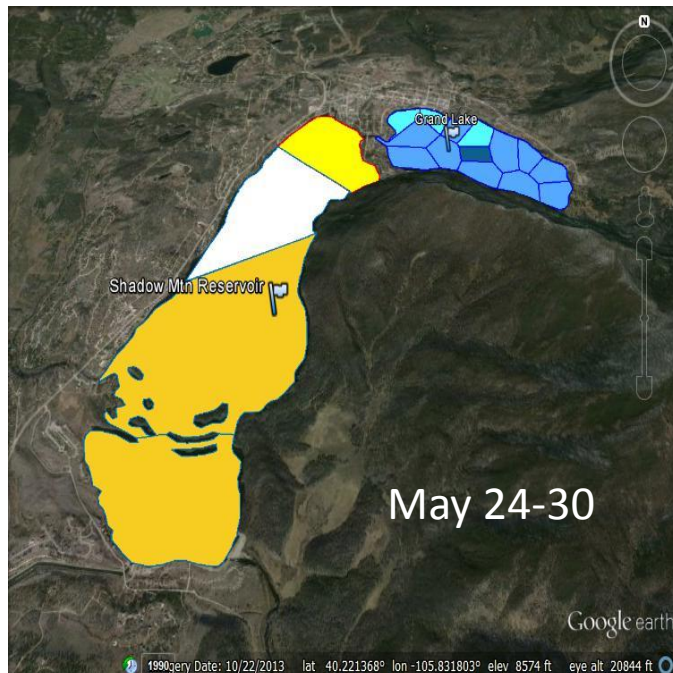 N
Grand Lake
Shadow Mtn Reservoir
May 24-30
Google earth
1990
gery Date: 10/22/2013 lat 40.221368° lon -105.831803° elev 8574 ft eye alt 20844 ft